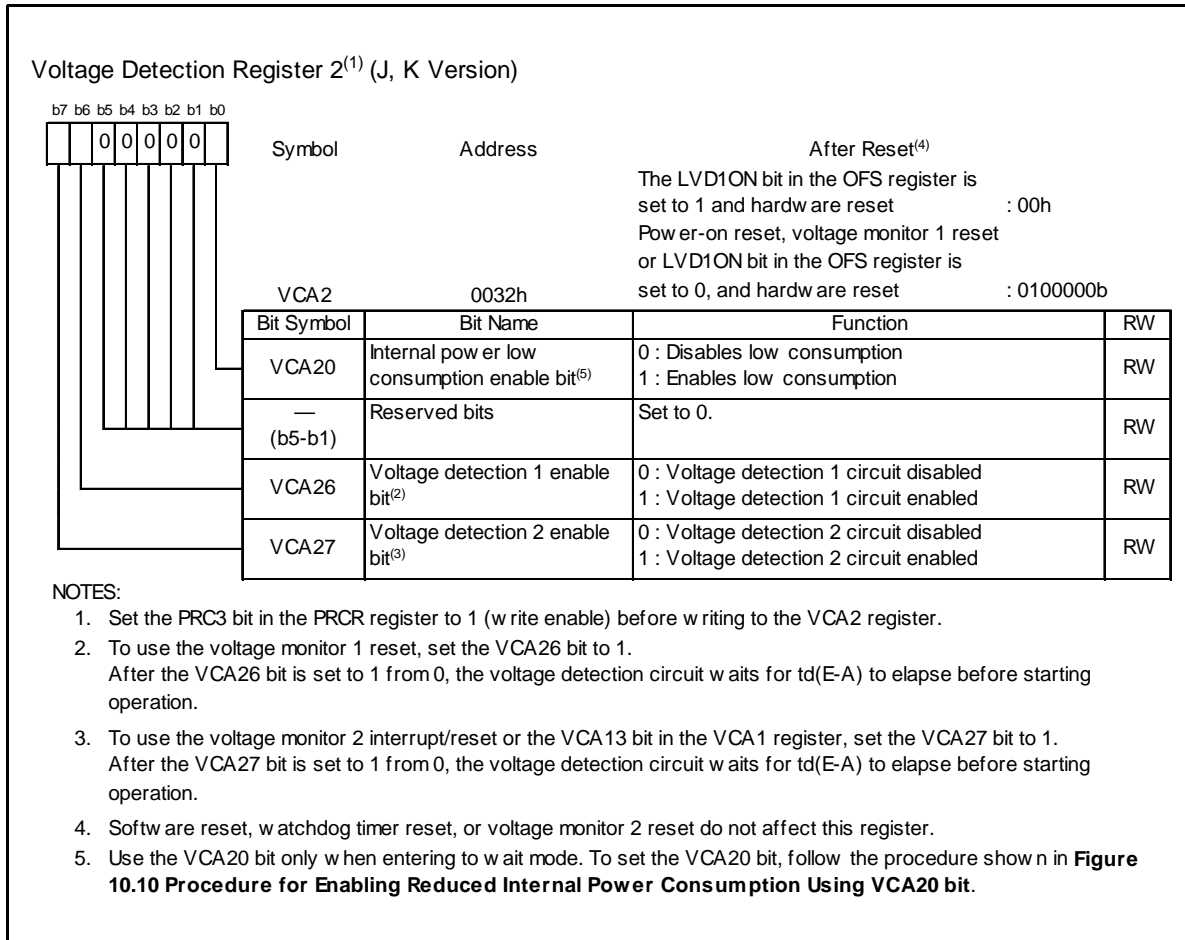 Voltage Detection Register 2(1) (J, K Version)
b7 b6 b5 b4 b3 b2 b1 b0
0 0 0 0 0
Symbol Address After Reset(4)
The LVD1ON bit in the OFS register is
set to 1 and hardware reset : 00h
Power-on reset, voltage monitor 1 reset
or LVD1ON bit in the OFS register is
VCA2 0032h set to 0, and hardware reset : 0100000b
Bit Symbol Bit Name Function RW
VCA20 Internal power low consumption enable bit(5) 0 : Disables low consumption RW
1 : Enables low consumption
— (b5-b1) Reserved bits Set to 0. RW
VCA26 Voltage detection 1 enable bit(2) 0 : Voltage detection 1 circuit disabled RW
1 : Voltage detection 1 circuit enabled
VCA27 Voltage detection 2 enable bit(3) 0 : Voltage detection 2 circuit disabled RW
1 : Voltage detection 2 circuit enabled
NOTES:
1. Set the PRC3 bit in the PRCR register to 1 (write enable) before writing to the VCA2 register.
2. To use the voltage monitor 1 reset, set the VCA26 bit to 1.
After the VCA26 bit is set to 1 from 0, the voltage detection circuit waits for td(E-A) to elapse before starting
operation.
3. To use the voltage monitor 2 interrupt/reset or the VCA13 bit in the VCA1 register, set the VCA27 bit to 1.
After the VCA27 bit is set to 1 from 0, the voltage detection circuit waits for td(E-A) to elapse before starting
operation.
4. Software reset, watchdog timer reset, or voltage monitor 2 reset do not affect this register.
5. Use the VCA20 bit only when entering to wait mode. To set the VCA20 bit, follow the procedure shown in Figure
10.10 Procedure for Enabling Reduced Internal Power Consumption Using VCA20 bit.